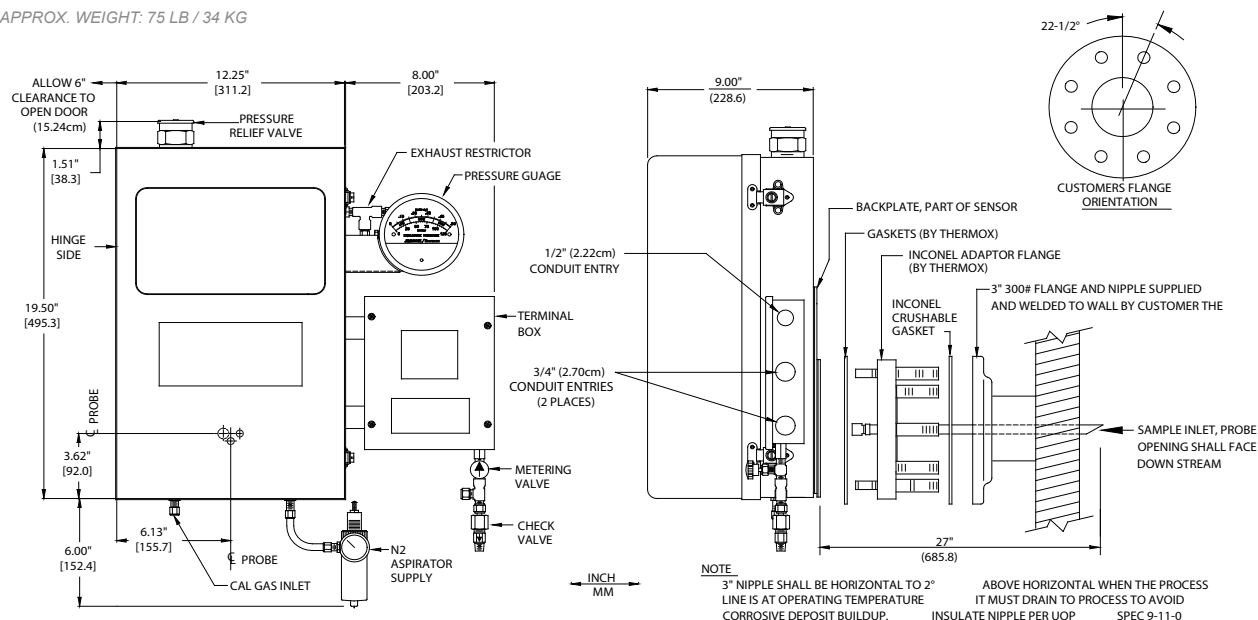 APPROX. WEIGHT: 75 LB / 34 KG
22-1/2°
ALLOW 6"
CLEARANCE TO
OPEN DOOR
(15.24cm)
12.25"
[311.2]
8.00"
[203.2]
9.00"
(228.6)
PRESSURE
RELIEF VALVE
1.51"
[38.3]
EXHAUST RESTRICTOR
PRESSURE GUAGE
CUSTOMERS FLANGE
ORIENTATION
HINGE
SIDE
BACKPLATE, PART OF SENSOR
GASKETS (BY THERMOX)
INCONEL ADAPTOR FLANGE
(BY THERMOX)
1/2" (2.22cm)
CONDUIT ENTRY
3" 300# FLANGE AND NIPPLE SUPPLIED
AND WELDED TO WALL BY CUSTOMER THE
INCONEL
CRUSHABLE
GASKET
19.50"
[495.3]
TERMINAL
BOX
3/4" (2.70cm)
CONDUIT ENTRIES
(2 PLACES)
℄ PROBE
3.62"
[92.0]
SAMPLE INLET, PROBE
OPENING SHALL FACE
DOWN STREAM
METERING
VALVE
CHECK
VALVE
6.13"
[155.7]
℄ PROBE
6.00"
[152.4]
N2
ASPIRATOR
SUPPLY
CAL GAS INLET
27"
(685.8)
INCH
MM
NOTE
3" NIPPLE SHALL BE HORIZONTAL TO 2° ABOVE HORIZONTAL WHEN THE PROCESS
LINE IS AT OPERATING TEMPERATURE IT MUST DRAIN TO PROCESS TO AVOID
CORROSIVE DEPOSIT BUILDUP. INSULATE NIPPLE PER UOP SPEC 9-11-0